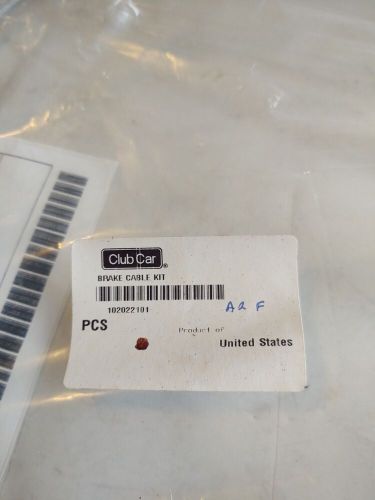 Club Car®
BRAKE CABLE KIT
102022101
A2 F
PCS
Product of
United States